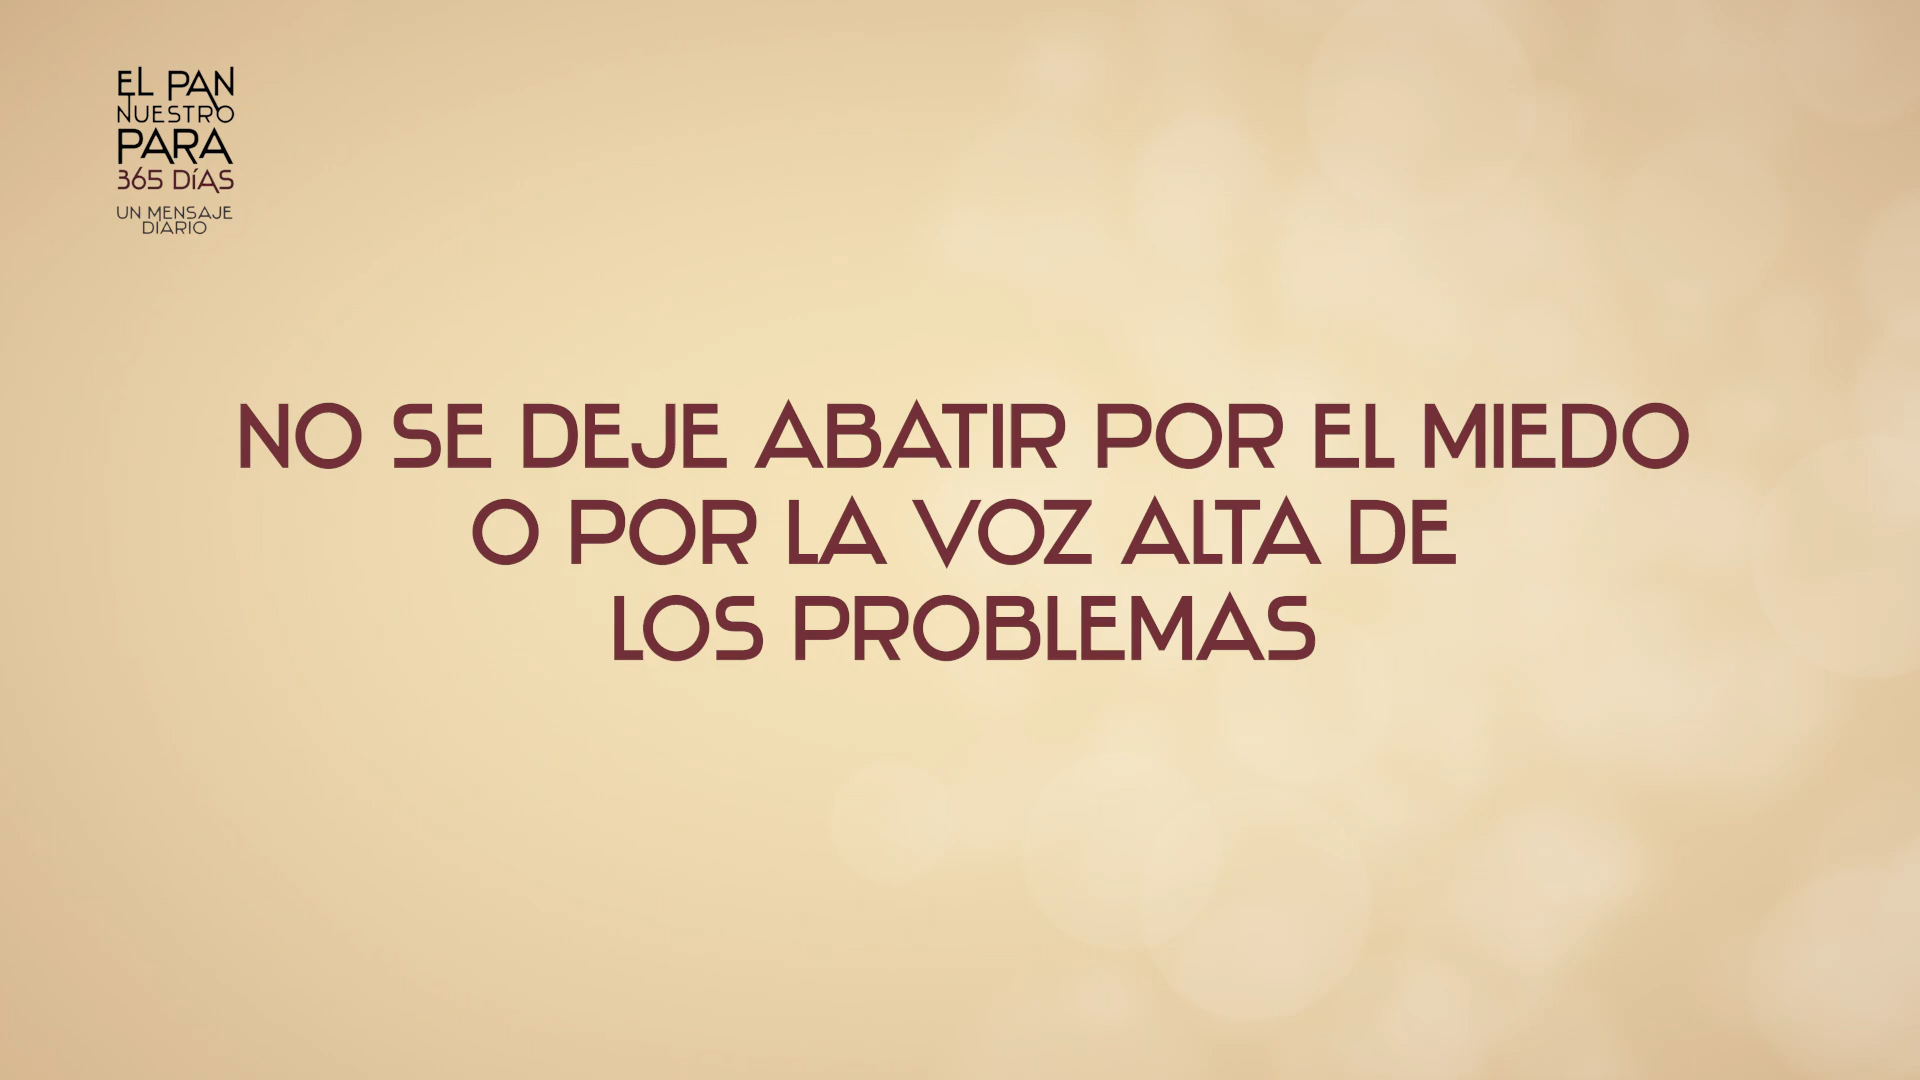 EL PAN
NUESTRO
PARA
365 DÍAS
UN MENSAJE
DIARIO
NO SE DEJE ABATIR POR EL MIEDO
O POR LA VOZ ALTA DE
LOS PROBLEMAS